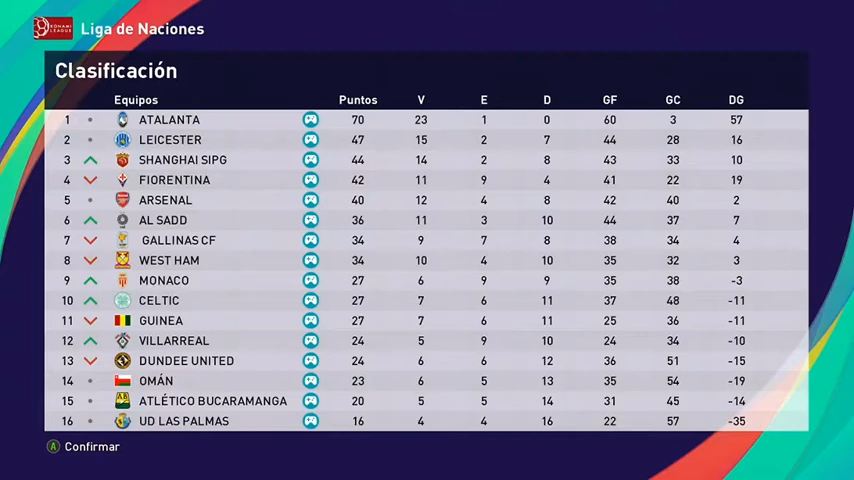 KONAMI LEAGUE Liga de Naciones
Clasificación
Equipos Puntos V E D GF GC DG
1 ATALANTA 70 23 1 0 60 3 57
2 LEICESTER 47 15 2 7 44 28 16
3 SHANGHAI SIPG 44 14 2 8 43 33 10
4 FIORENTINA 42 11 9 4 41 22 19
5 ARSENAL 40 12 4 8 42 40 2
6 AL SADD 36 11 3 10 44 37 7
7 GALLINAS CF 34 9 7 8 38 34 4
8 WEST HAM 34 10 4 10 35 32 3
9 MONACO 27 6 9 9 35 38 -3
10 CELTIC 27 7 6 11 37 48 -11
11 GUINEA 27 7 6 11 25 36 -11
12 VILLARREAL 24 5 9 10 24 34 -10
13 DUNDEE UNITED 24 6 6 12 36 51 -15
14 OMÁN 23 6 5 13 35 54 -19
15 ATLÉTICO BUCARAMANGA 20 5 5 14 31 45 -14
16 UD LAS PALMAS 16 4 4 16 22 57 -35
A Confirmar